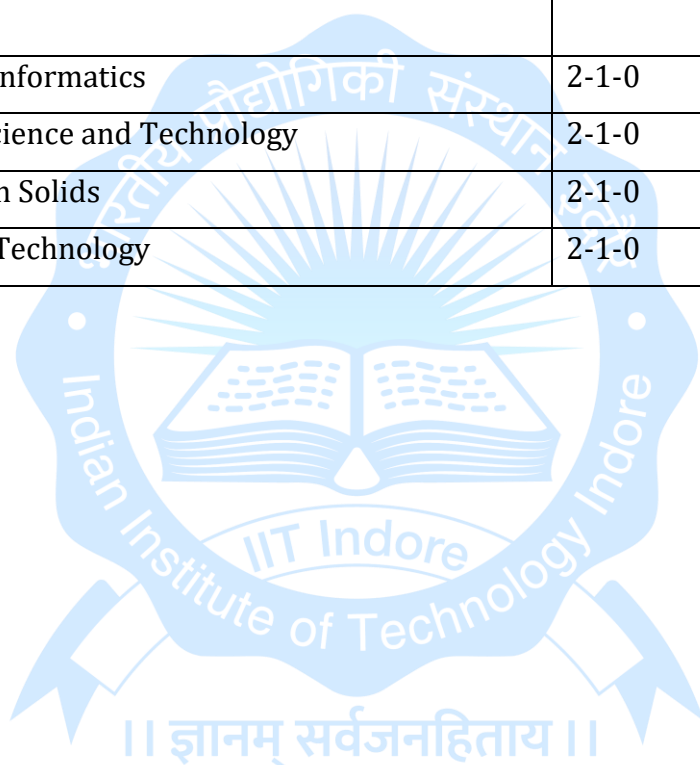 nformatics 2-1-0
ience and Technology 2-1-0
n Solids 2-1-0
Technology 2-1-0
भारतीय प्रौद्योगिकी संस्थान इंदौर
Indian Institute of Technology Indore
IIT Indore
।। ज्ञानम् सर्वजनहिताय ।।